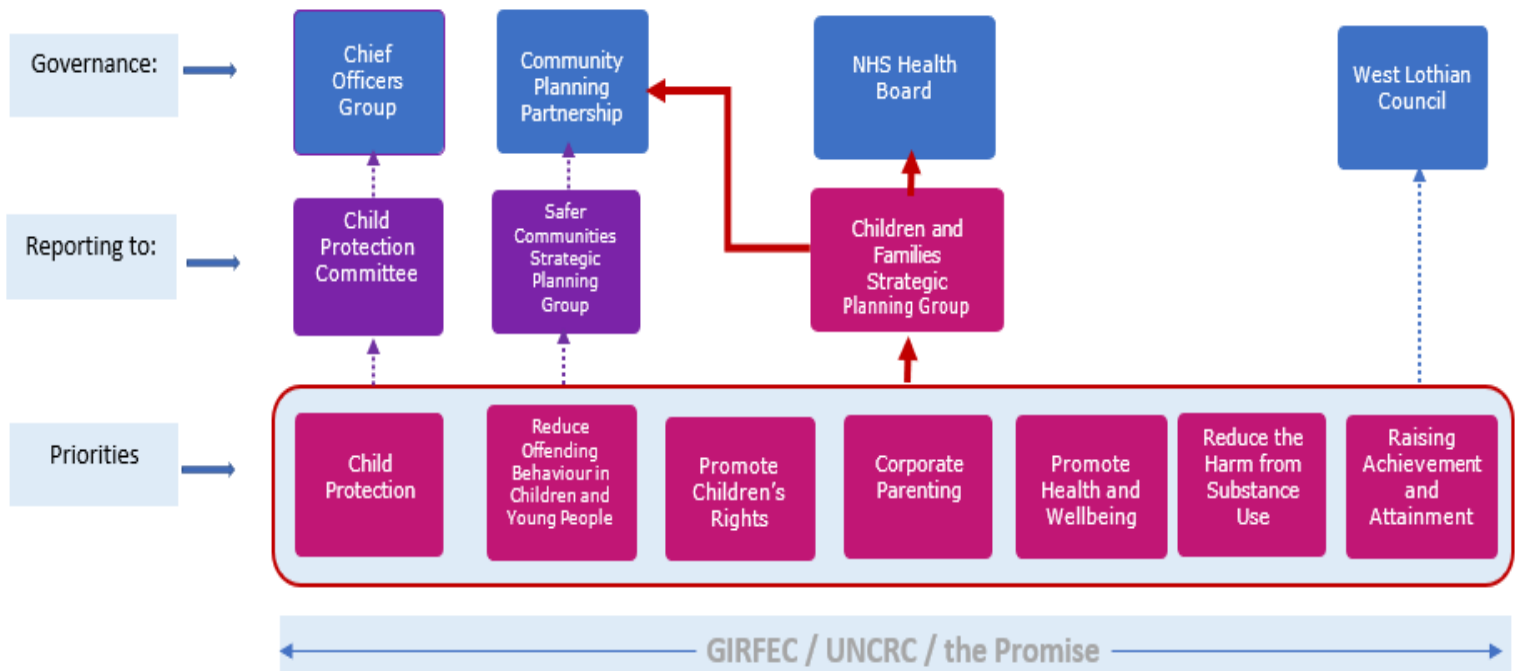 Governance:
Chief
Officers
Group
Community
Planning
Partnership
NHS Health
Board
West Lothian
Council
Reporting to:
Child
Protection
Committee
Safer
Communities
Strategic
Planning
Group
Children and
Families
Strategic
Planning Group
Priorities
Child
Protection
Reduce
Offending
Behaviour in
Children and
Young People
Promote
Children’s
Rights
Corporate
Parenting
Promote
Health and
Wellbeing
Reduce the
Harm from
Substance
Use
Raising
Achievement
and
Attainment
GIRFEC / UNCRC / the Promise